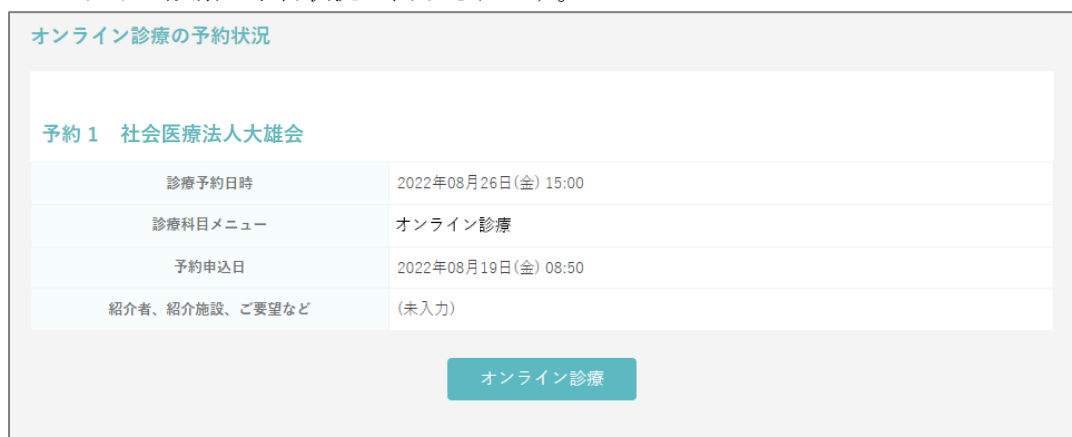 オンライン診療の予約状況
予約 1 社会医療法人大雄会
診療予約日時 2022年08月26日(金) 15:00
診療科目メニュー オンライン診療
予約申込日 2022年08月19日(金) 08:50
紹介者、紹介施設、ご要望など (未入力)
オンライン診療